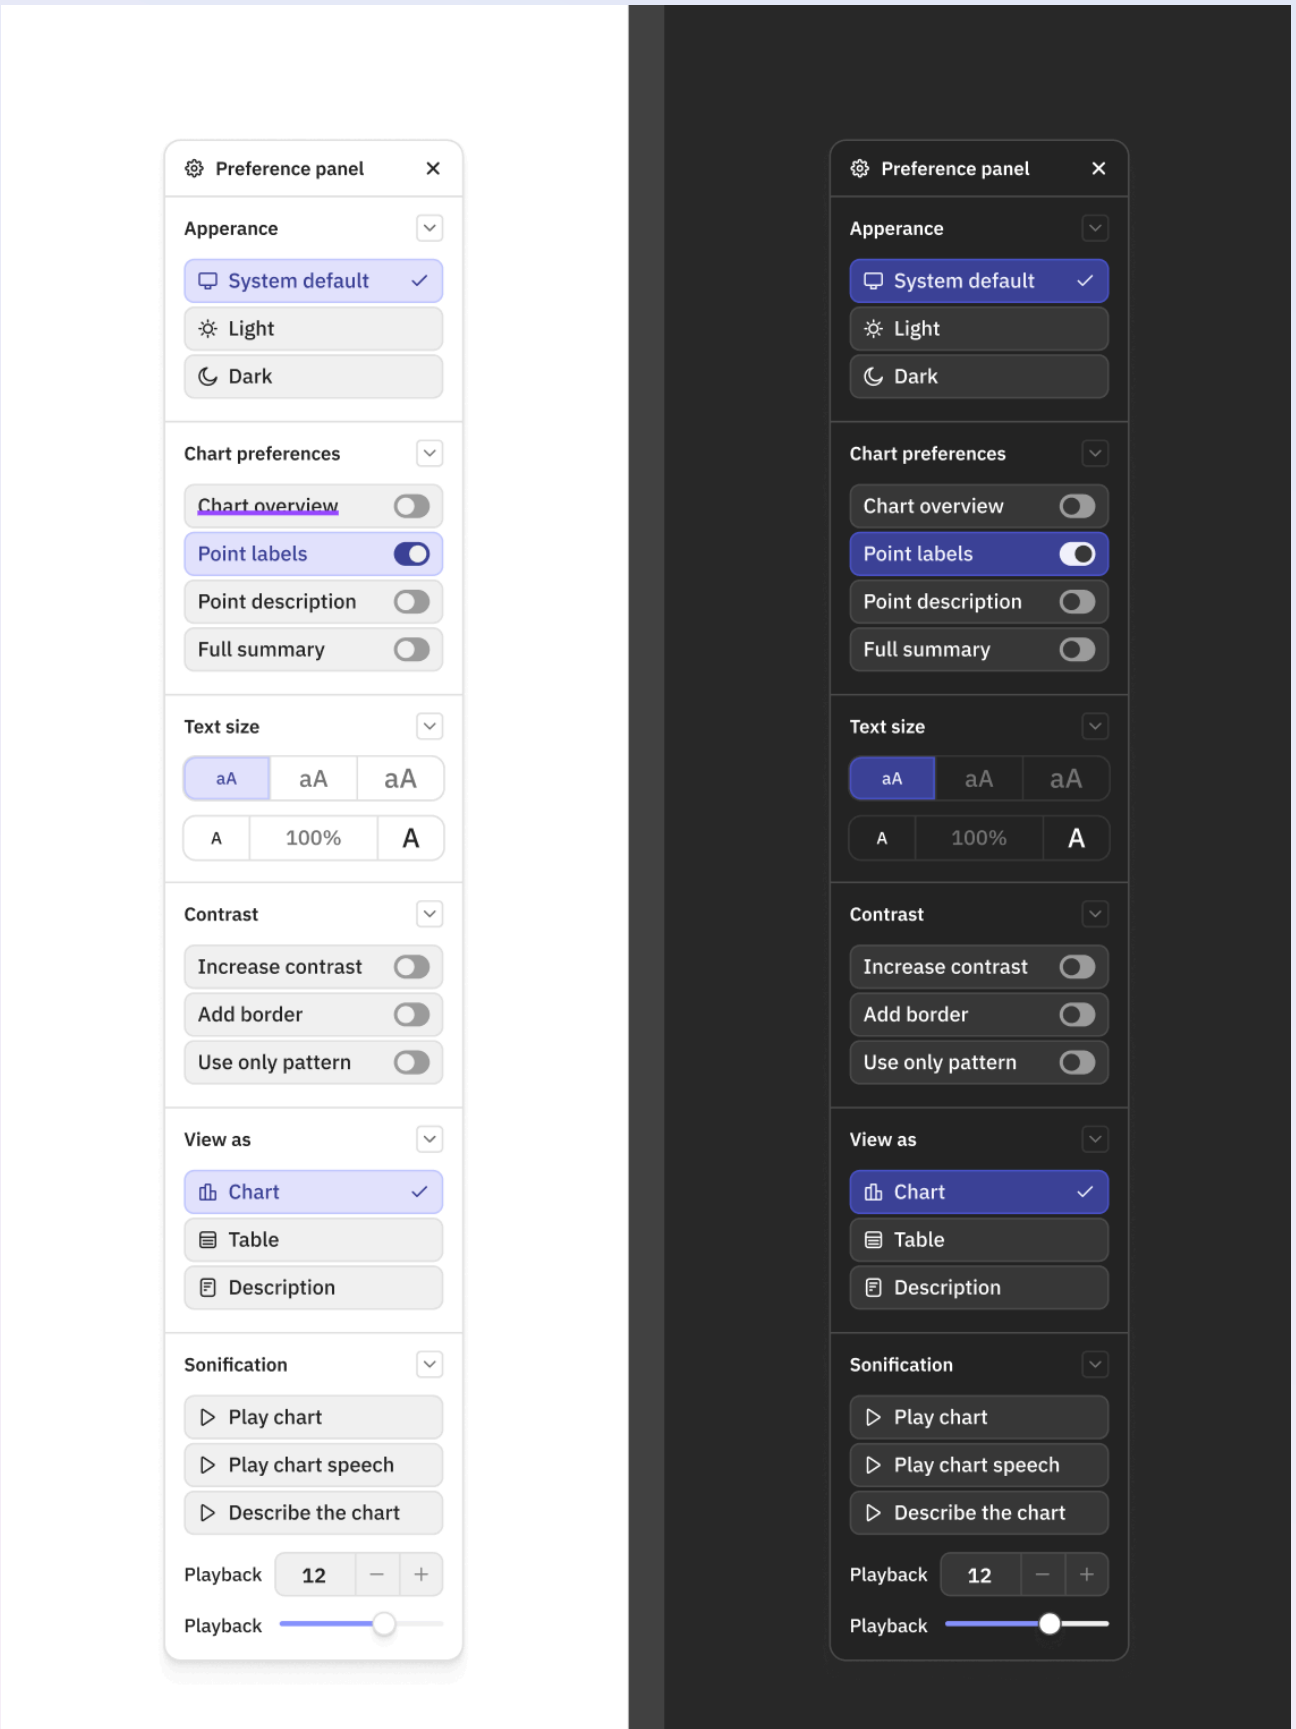 Preference panel
Apperance
System default
Light
Dark
Chart preferences
Chart overview
Point labels
Point description
Full summary
Text size
aA aA aA
A 100% A
Contrast
Increase contrast
Add border
Use only pattern
View as
Chart
Table
Description
Sonification
Play chart
Play chart speech
Describe the chart
Playback 12 − +
Playback
Preference panel
Apperance
System default
Light
Dark
Chart preferences
Chart overview
Point labels
Point description
Full summary
Text size
aA aA aA
A 100% A
Contrast
Increase contrast
Add border
Use only pattern
View as
Chart
Table
Description
Sonification
Play chart
Play chart speech
Describe the chart
Playback 12 − +
Playback